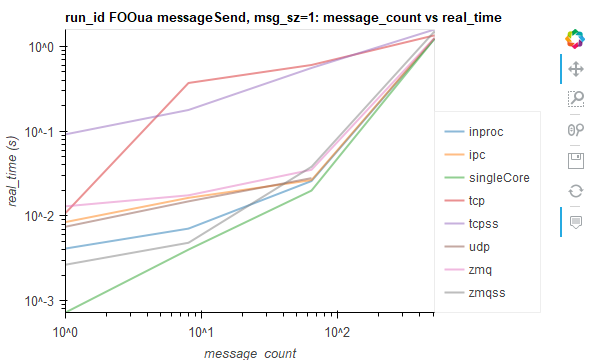 run_id FOOua messageSend, msg_sz=1: message_count vs real_time
real_time (s)
10^0
10^-1
10^-2
10^-3
10^0
10^1
10^2
message_count
inproc
ipc
singleCore
tcp
tcpss
udp
zmq
zmqss